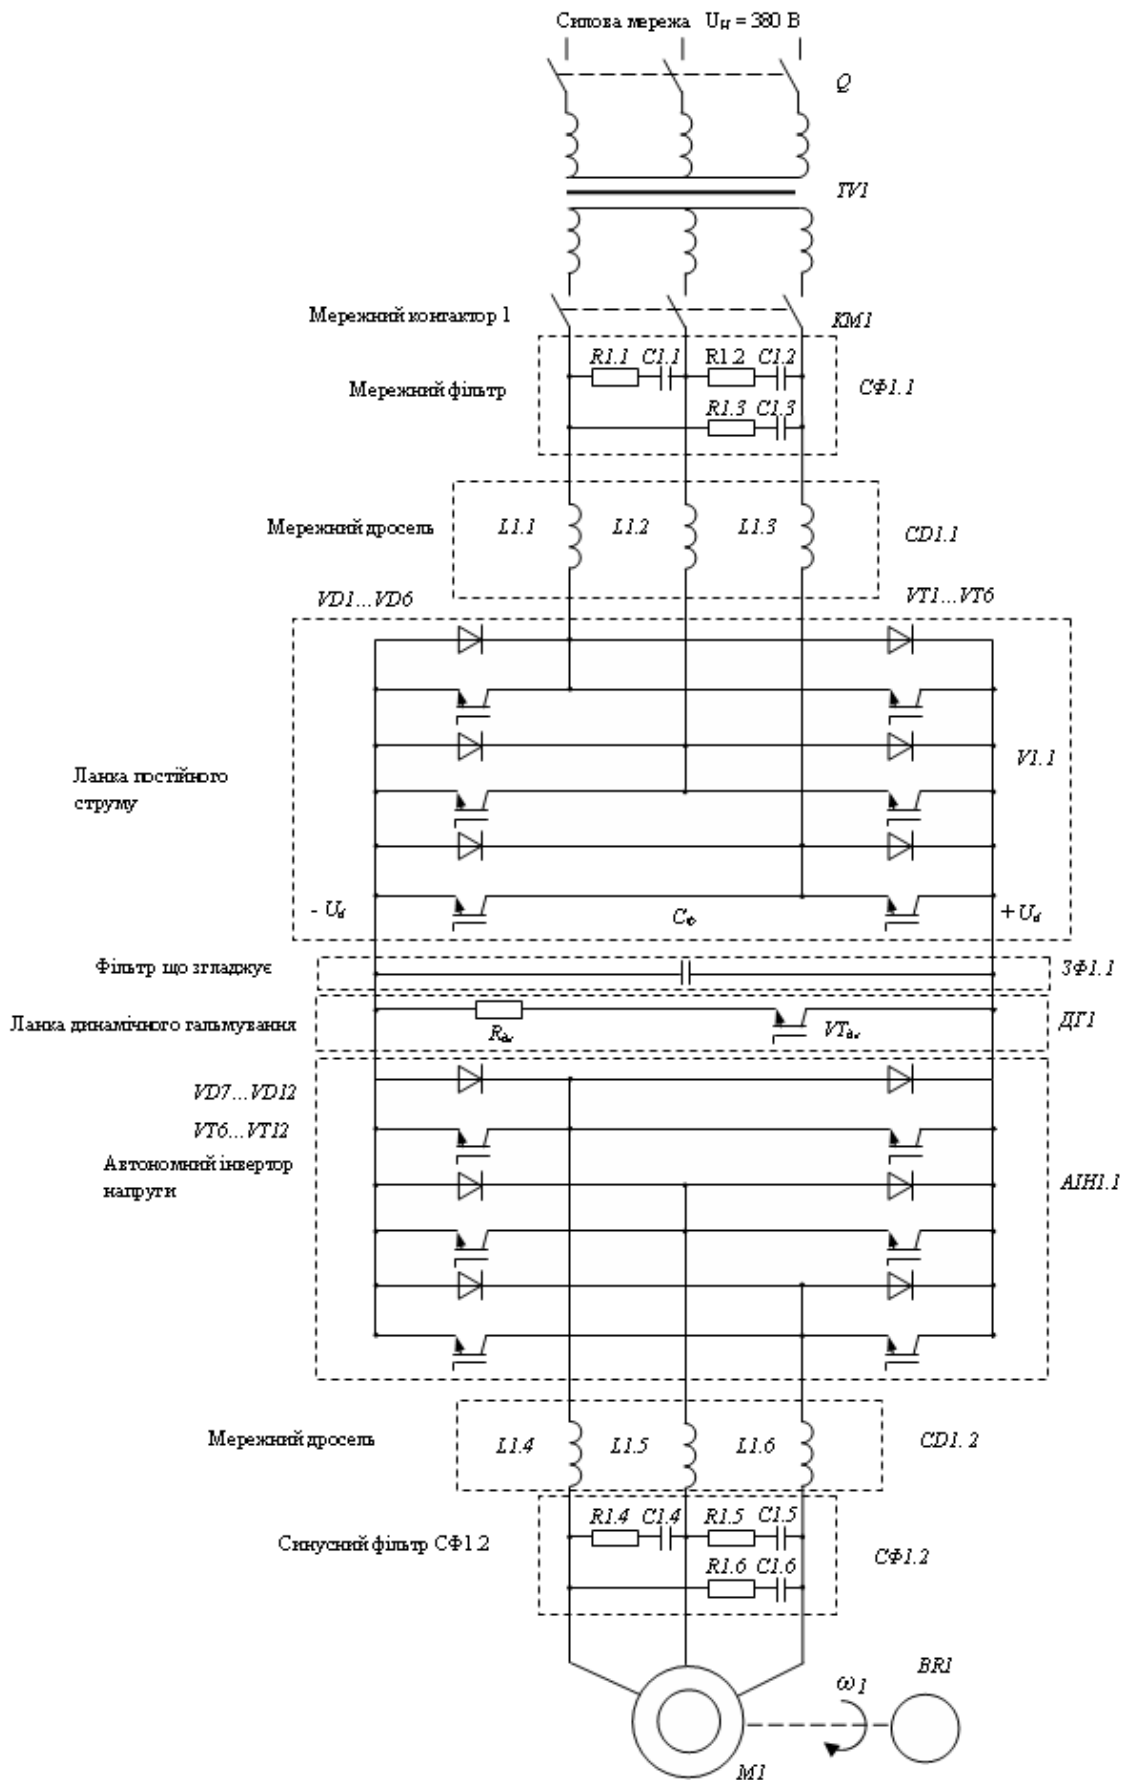 Силова мережа U_H = 380 В
Q
TV1
Мережний контактор 1
KM1
R1.1 C1.1 R1.2 C1.2
Мережний фільтр
СФ1.1
R1.3 C1.3
Мережний дросель
L1.1 L1.2 L1.3
CD1.1
VD1...VD6
VT1...VT6
Ланка постійного
струму
V1.1
- U_d
C_ф
+ U_d
Фільтр що згладжує
ЗФ1.1
Ланка динамічного гальмування
R_дг
VT_дг
ДГ1
VD7...VD12
VT6...VT12
Автономний інвертор
напруги
АІН1.1
Мережний дросель
L1.4 L1.5 L1.6
CD1.2
R1.4 C1.4 R1.5 C1.5
Синусний фільтр СФ1.2
СФ1.2
R1.6 C1.6
ω1
BR1
M1